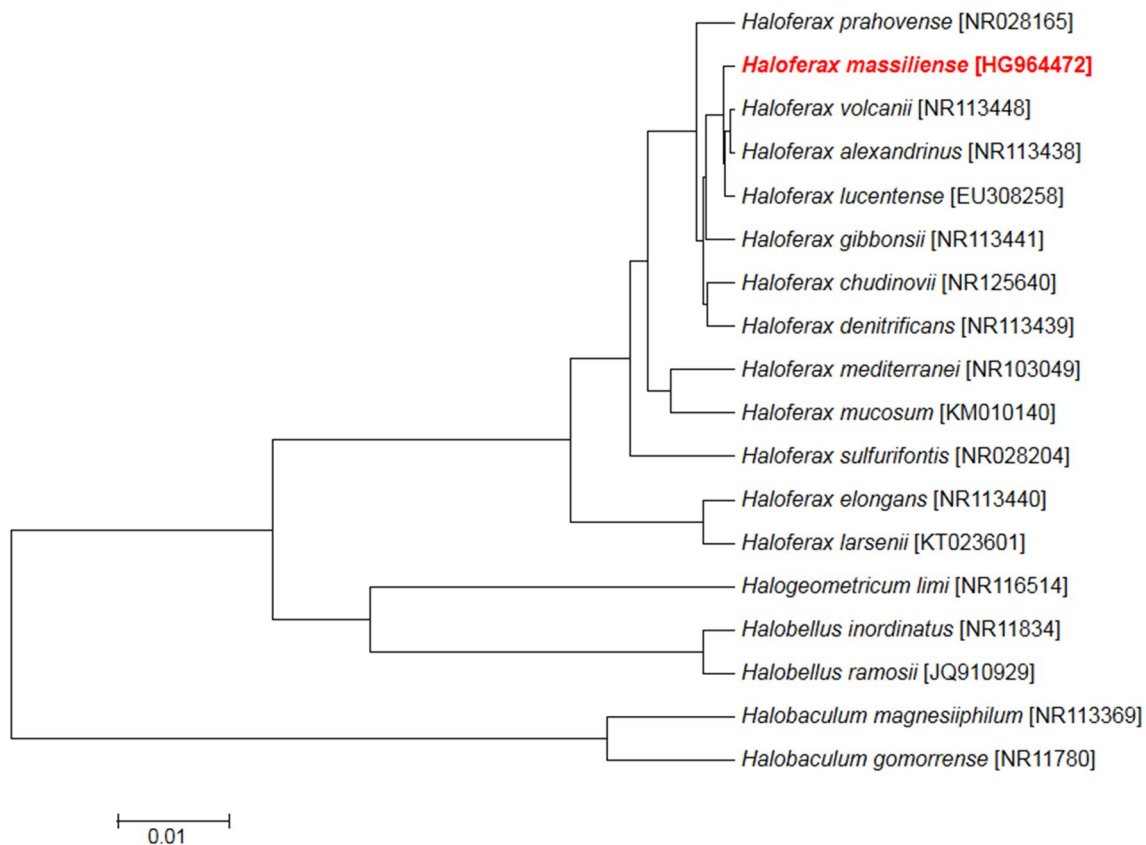 Haloferax prahovense [NR028165]
Haloferax massiliense [HG964472]
Haloferax volcanii [NR113448]
Haloferax alexandrinus [NR113438]
Haloferax lucentense [EU308258]
Haloferax gibbonsii [NR113441]
Haloferax chudinovii [NR125640]
Haloferax denitrificans [NR113439]
Haloferax mediterranei [NR103049]
Haloferax mucosum [KM010140]
Haloferax sulfurifontis [NR028204]
Haloferax elongans [NR113440]
Haloferax larsenii [KT023601]
Halogeometricum limi [NR116514]
Halobellus inordinatus [NR11834]
Halobellus ramosii [JQ910929]
Halobaculum magnesiiphilum [NR113369]
Halobaculum gomorrense [NR11780]
0.01